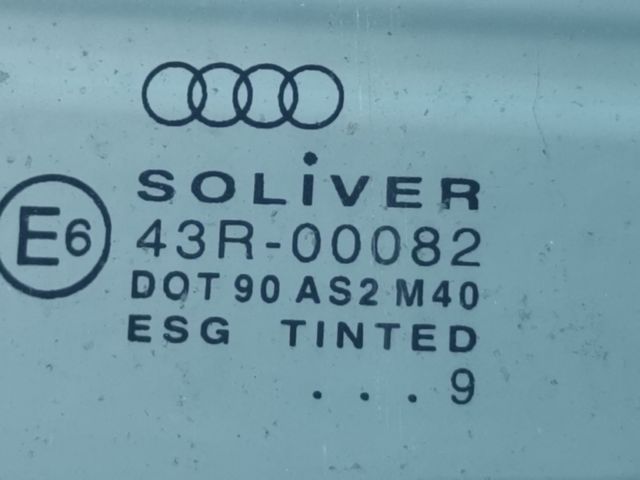 SOLiVER
E6 43R-00082
DOT 90 AS2 M40
ESG TINTED
. . . 9